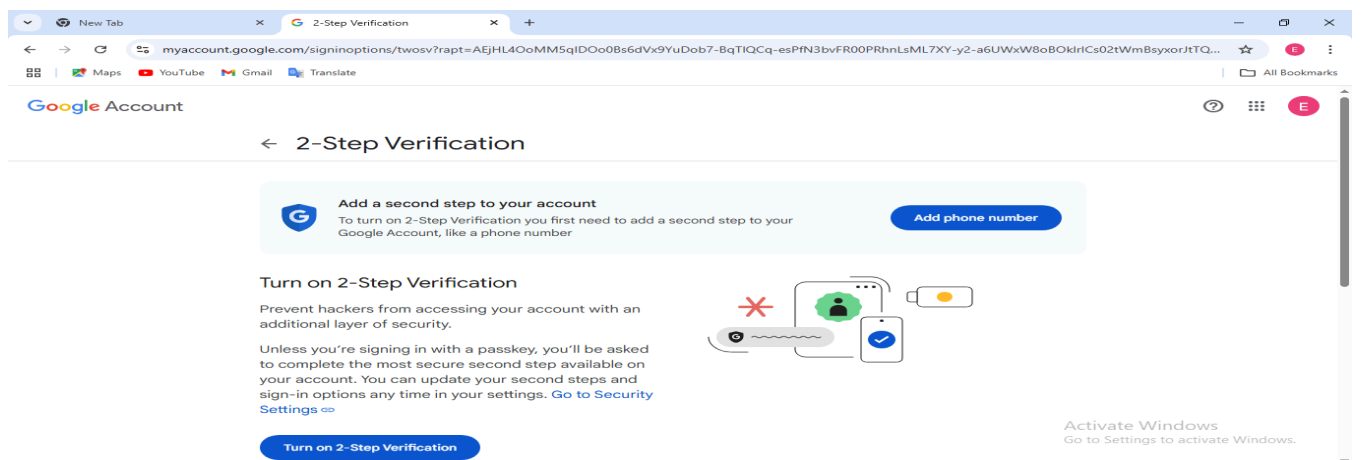 New Tab
2-Step Verification
myaccount.google.com/signinoptions/twosv?rapt=AEjHL4OoMM5qIDOo0Bs6dVx9YuDob7-BqTIQCq-esPfN3bvFR00PRhnLsML7XY-y2-a6UWxW8oBOklrICs02tWmBsyxorJtTQ...
Maps YouTube Gmail Translate All Bookmarks
Google Account
E
2-Step Verification
Add a second step to your account
To turn on 2-Step Verification you first need to add a second step to your
Google Account, like a phone number
Add phone number
Turn on 2-Step Verification
Prevent hackers from accessing your account with an
additional layer of security.
Unless you're signing in with a passkey, you'll be asked
to complete the most secure second step available on
your account. You can update your second steps and
sign-in options any time in your settings. Go to Security
Settings
Turn on 2-Step Verification
Activate Windows
Go to Settings to activate Windows.